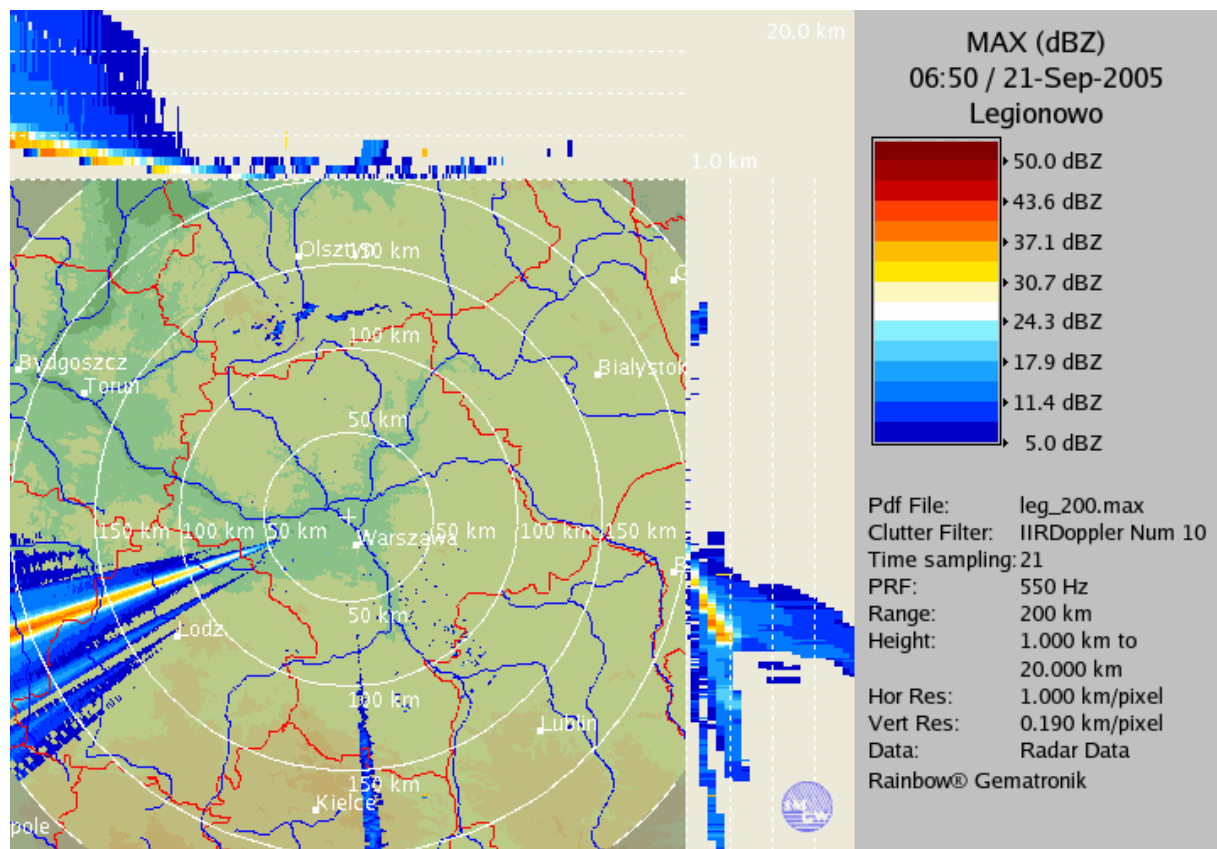 20.0 km
1.0 km
Olsztyn
150 km
100 km
Bydgoszcz
Torun
Bialystok
50 km
150 km
100 km
50 km
50 km
100 km
150 km
Warszawa
50 km
Lodz
100 km
Lublin
150 km
Kielce
pole
MAX (dBZ)
06:50 / 21-Sep-2005
Legionowo
50.0 dBZ
43.6 dBZ
37.1 dBZ
30.7 dBZ
24.3 dBZ
17.9 dBZ
11.4 dBZ
5.0 dBZ
Pdf File: leg_200.max
Clutter Filter: IIRDoppler Num 10
Time sampling: 21
PRF: 550 Hz
Range: 200 km
Height: 1.000 km to
20.000 km
Hor Res: 1.000 km/pixel
Vert Res: 0.190 km/pixel
Data: Radar Data
Rainbow® Gematronik